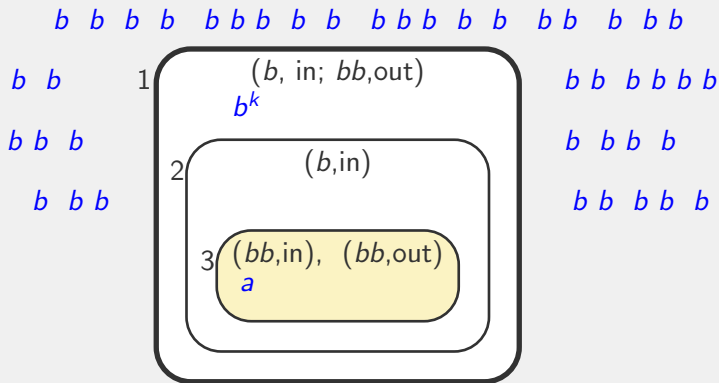 b b b b b b b b b b b b b b b b b b b
b b 1 (b, in; bb,out) b b b b b b b
b^k
b b b 2 (b,in) b b b b
b b b 3 (bb,in), (bb,out) b b b b b
a